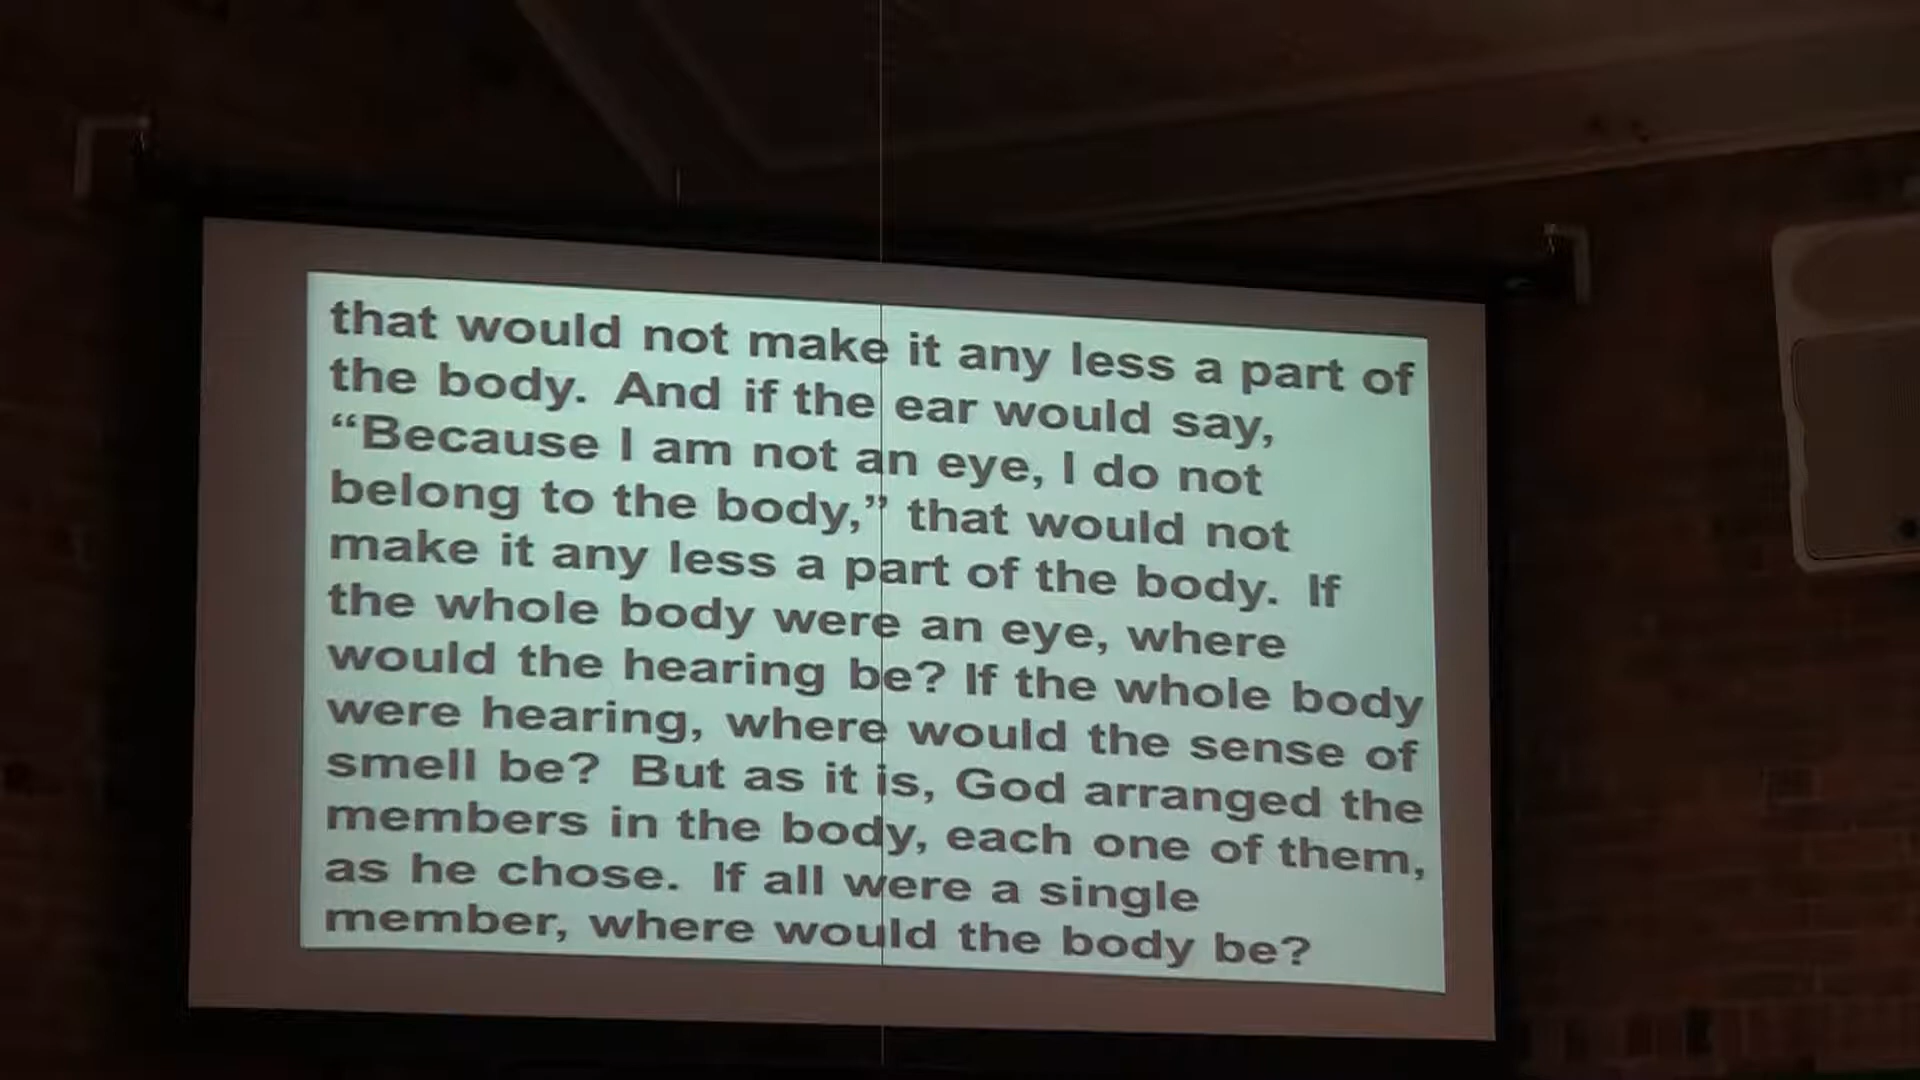 that would not make it any less a part of
the body. And if the ear would say,
“Because I am not an eye, I do not
belong to the body,” that would not
make it any less a part of the body. If
the whole body were an eye, where
would the hearing be? If the whole body
were hearing, where would the sense of
smell be? But as it is, God arranged the
members in the body, each one of them,
as he chose. If all were a single
member, where would the body be?